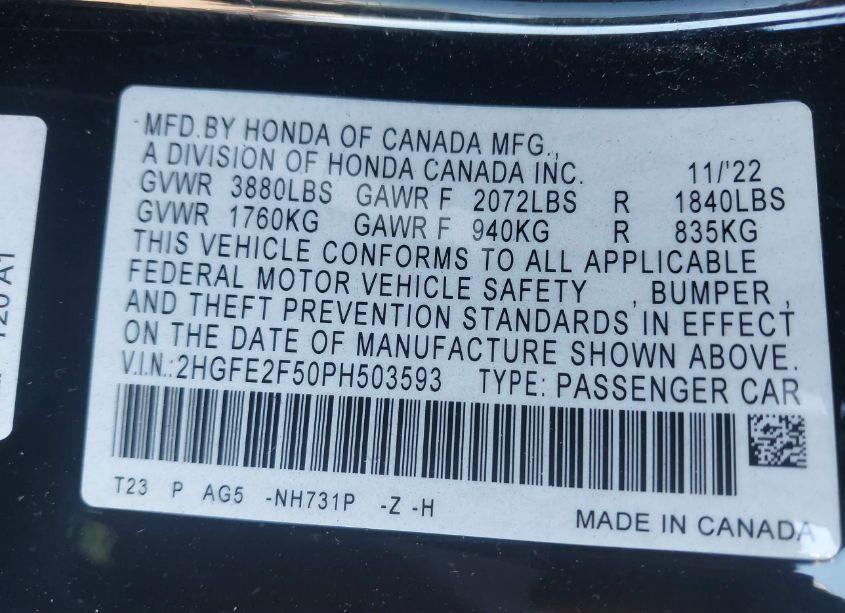 MFD.BY HONDA OF CANADA MFG.,
A DIVISION OF HONDA CANADA INC. 11/'22
GVWR 3880LBS GAWR F 2072LBS R 1840LBS
GVWR 1760KG GAWR F 940KG R 835KG
THIS VEHICLE CONFORMS TO ALL APPLICABLE
FEDERAL MOTOR VEHICLE SAFETY , BUMPER ,
AND THEFT PREVENTION STANDARDS IN EFFECT
ON THE DATE OF MANUFACTURE SHOWN ABOVE.
V.I.N.:2HGFE2F50PH503593 TYPE: PASSENGER CAR
T23 P AG5 -NH731P -Z -H
MADE IN CANADA
120 A1